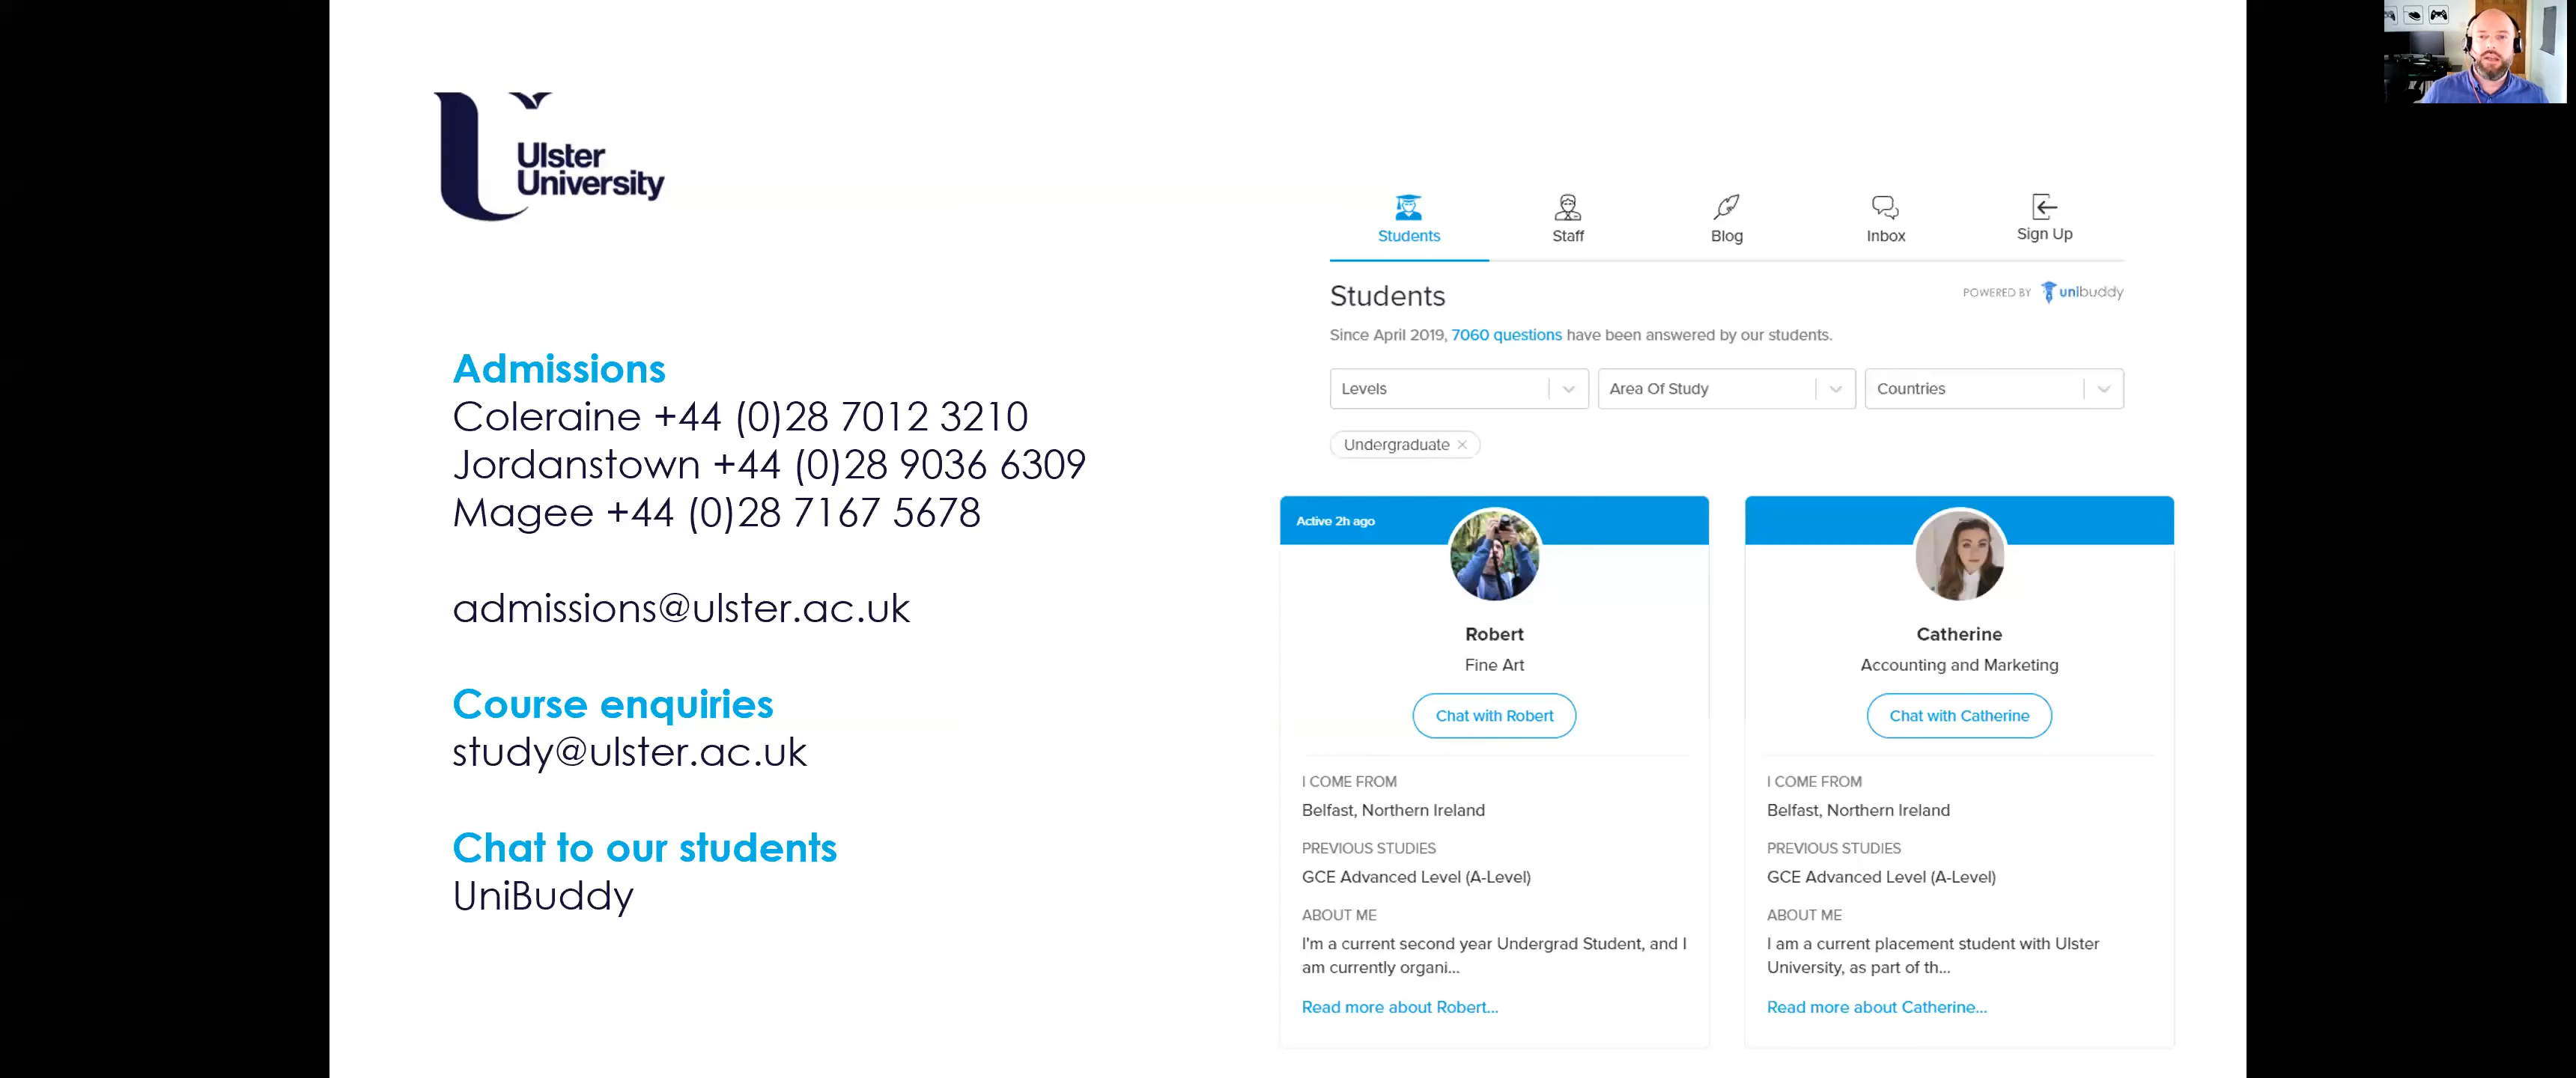 Ulster
University
Admissions
Coleraine +44 (0)28 7012 3210
Jordanstown +44 (0)28 9036 6309
Magee +44 (0)28 7167 5678
admissions@ulster.ac.uk
Course enquiries
study@ulster.ac.uk
Chat to our students
UniBuddy
Students
Staff
Blog
Inbox
Sign Up
Students
POWERED BY unibuddy
Since April 2019, 7060 questions have been answered by our students.
Levels
Area Of Study
Countries
Undergraduate ×
Active 2h ago
Robert
Fine Art
Chat with Robert
I COME FROM
Belfast, Northern Ireland
PREVIOUS STUDIES
GCE Advanced Level (A-Level)
ABOUT ME
I'm a current second year Undergrad Student, and I
am currently organi...
Read more about Robert...
Catherine
Accounting and Marketing
Chat with Catherine
I COME FROM
Belfast, Northern Ireland
PREVIOUS STUDIES
GCE Advanced Level (A-Level)
ABOUT ME
I am a current placement student with Ulster
University, as part of th...
Read more about Catherine...